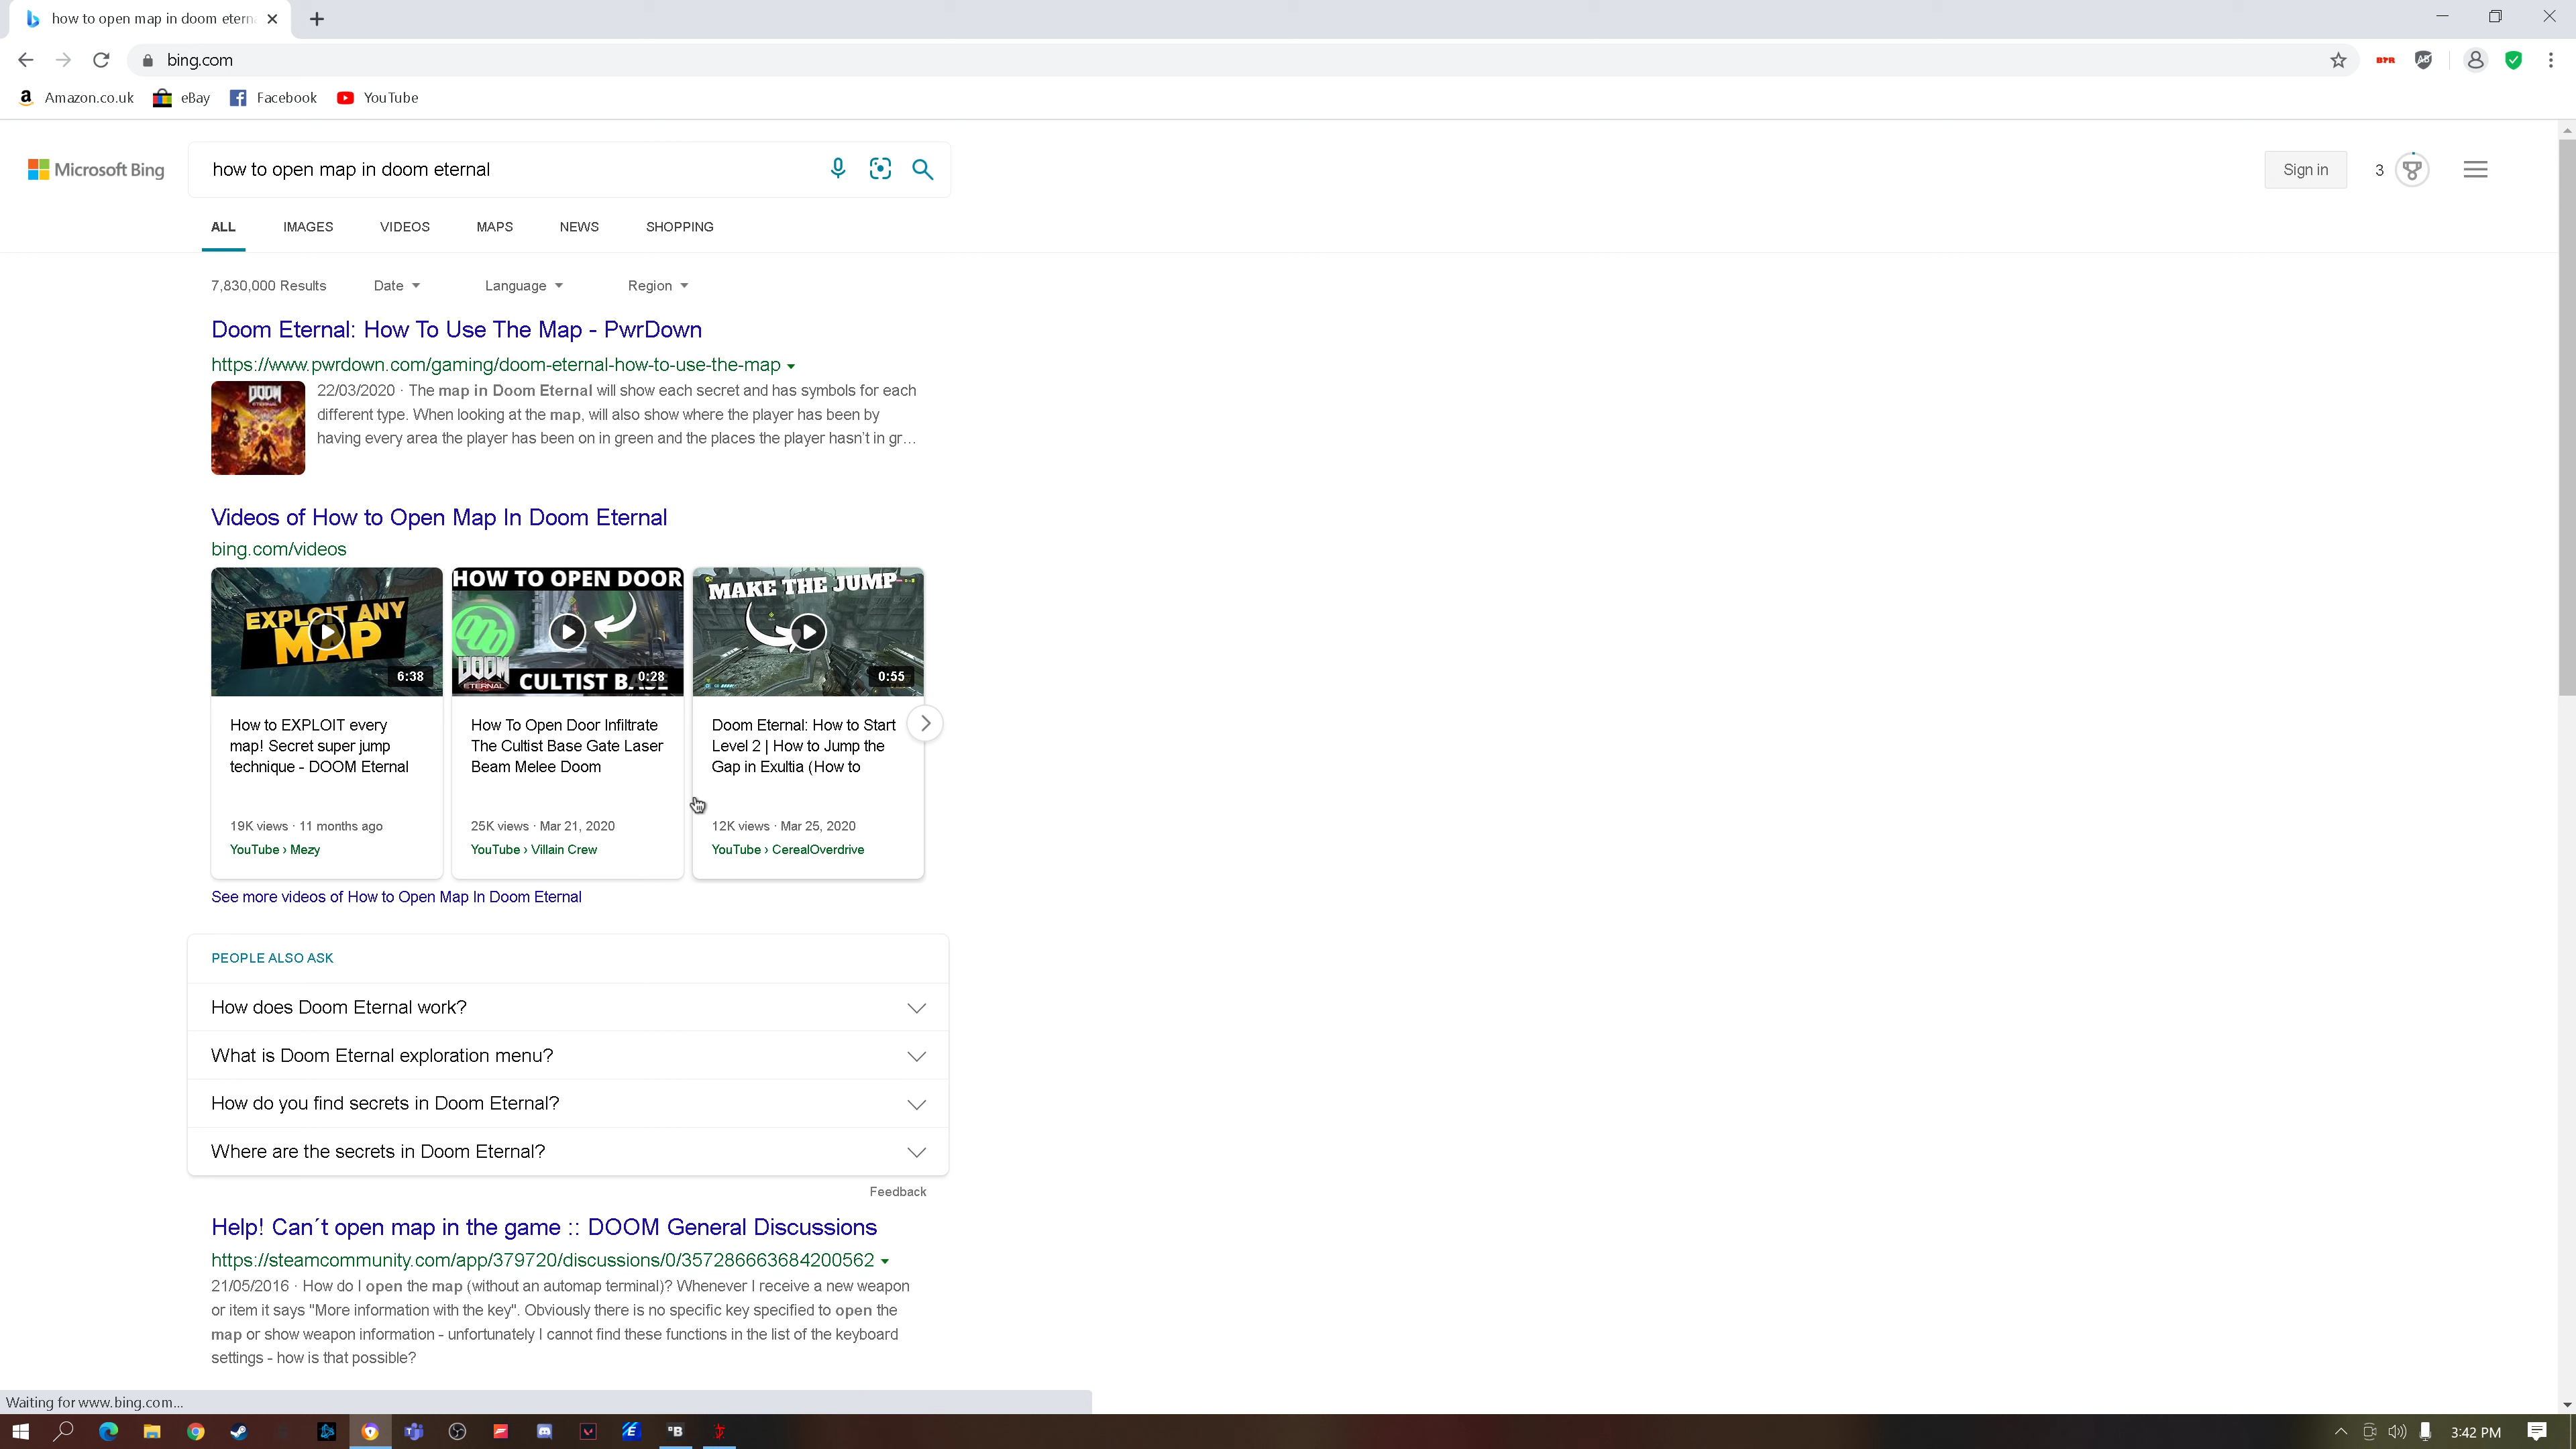 how to open map in doom etern
bing.com
BTR
Amazon.co.uk eBay Facebook YouTube
Microsoft Bing
how to open map in doom eternal
Sign in 3
ALL IMAGES VIDEOS MAPS NEWS SHOPPING
7,830,000 Results Date Language Region
Doom Eternal: How To Use The Map - PwrDown
https://www.pwrdown.com/gaming/doom-eternal-how-to-use-the-map
DOOM
22/03/2020 · The map in Doom Eternal will show each secret and has symbols for each
different type. When looking at the map, will also show where the player has been by
having every area the player has been on in green and the places the player hasn't in gr...
Videos of How to Open Map In Doom Eternal
bing.com/videos
EXPLOIT ANY
MAP
6:38
HOW TO OPEN DOOR
DOOM
ETERNAL
CULTIST BASE
0:28
MAKE THE JUMP
0:55
How to EXPLOIT every
map! Secret super jump
technique - DOOM Eternal
19K views · 11 months ago
YouTube › Mezy
How To Open Door Infiltrate
The Cultist Base Gate Laser
Beam Melee Doom
25K views · Mar 21, 2020
YouTube › Villain Crew
Doom Eternal: How to Start
Level 2 | How to Jump the
Gap in Exultia (How to
12K views · Mar 25, 2020
YouTube › CerealOverdrive
See more videos of How to Open Map In Doom Eternal
PEOPLE ALSO ASK
How does Doom Eternal work?
What is Doom Eternal exploration menu?
How do you find secrets in Doom Eternal?
Where are the secrets in Doom Eternal?
Feedback
Help! Can´t open map in the game :: DOOM General Discussions
https://steamcommunity.com/app/379720/discussions/0/357286663684200562
21/05/2016 · How do I open the map (without an automap terminal)? Whenever I receive a new weapon
or item it says "More information with the key". Obviously there is no specific key specified to open the
map or show weapon information - unfortunately I cannot find these functions in the list of the keyboard
settings - how is that possible?
Waiting for www.bing.com...
3:42 PM